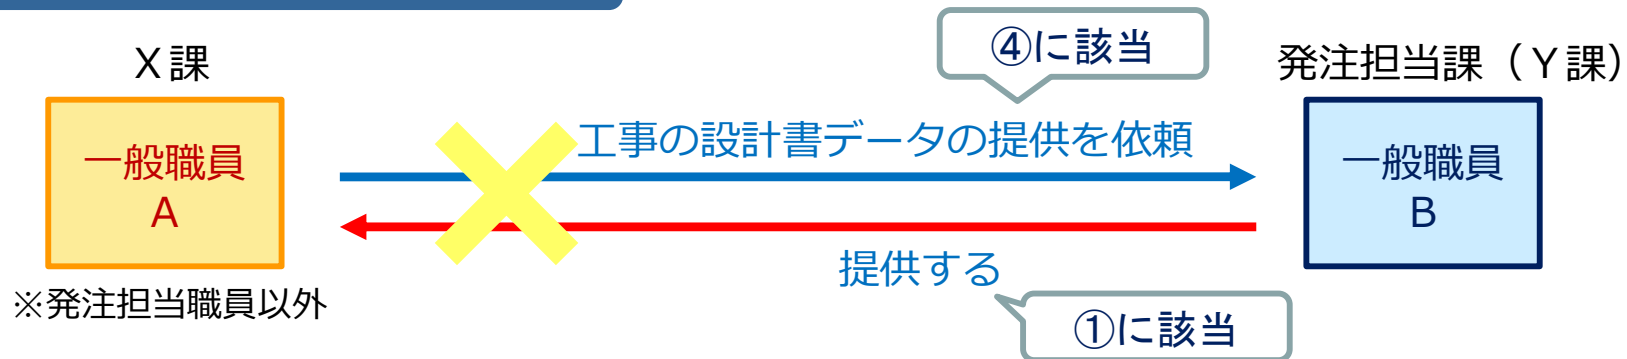 ④に該当
X課
発注担当課（Y課）
工事の設計書データの提供を依頼
一般職員
A
一般職員
B
提供する
※発注担当職員以外
①に該当